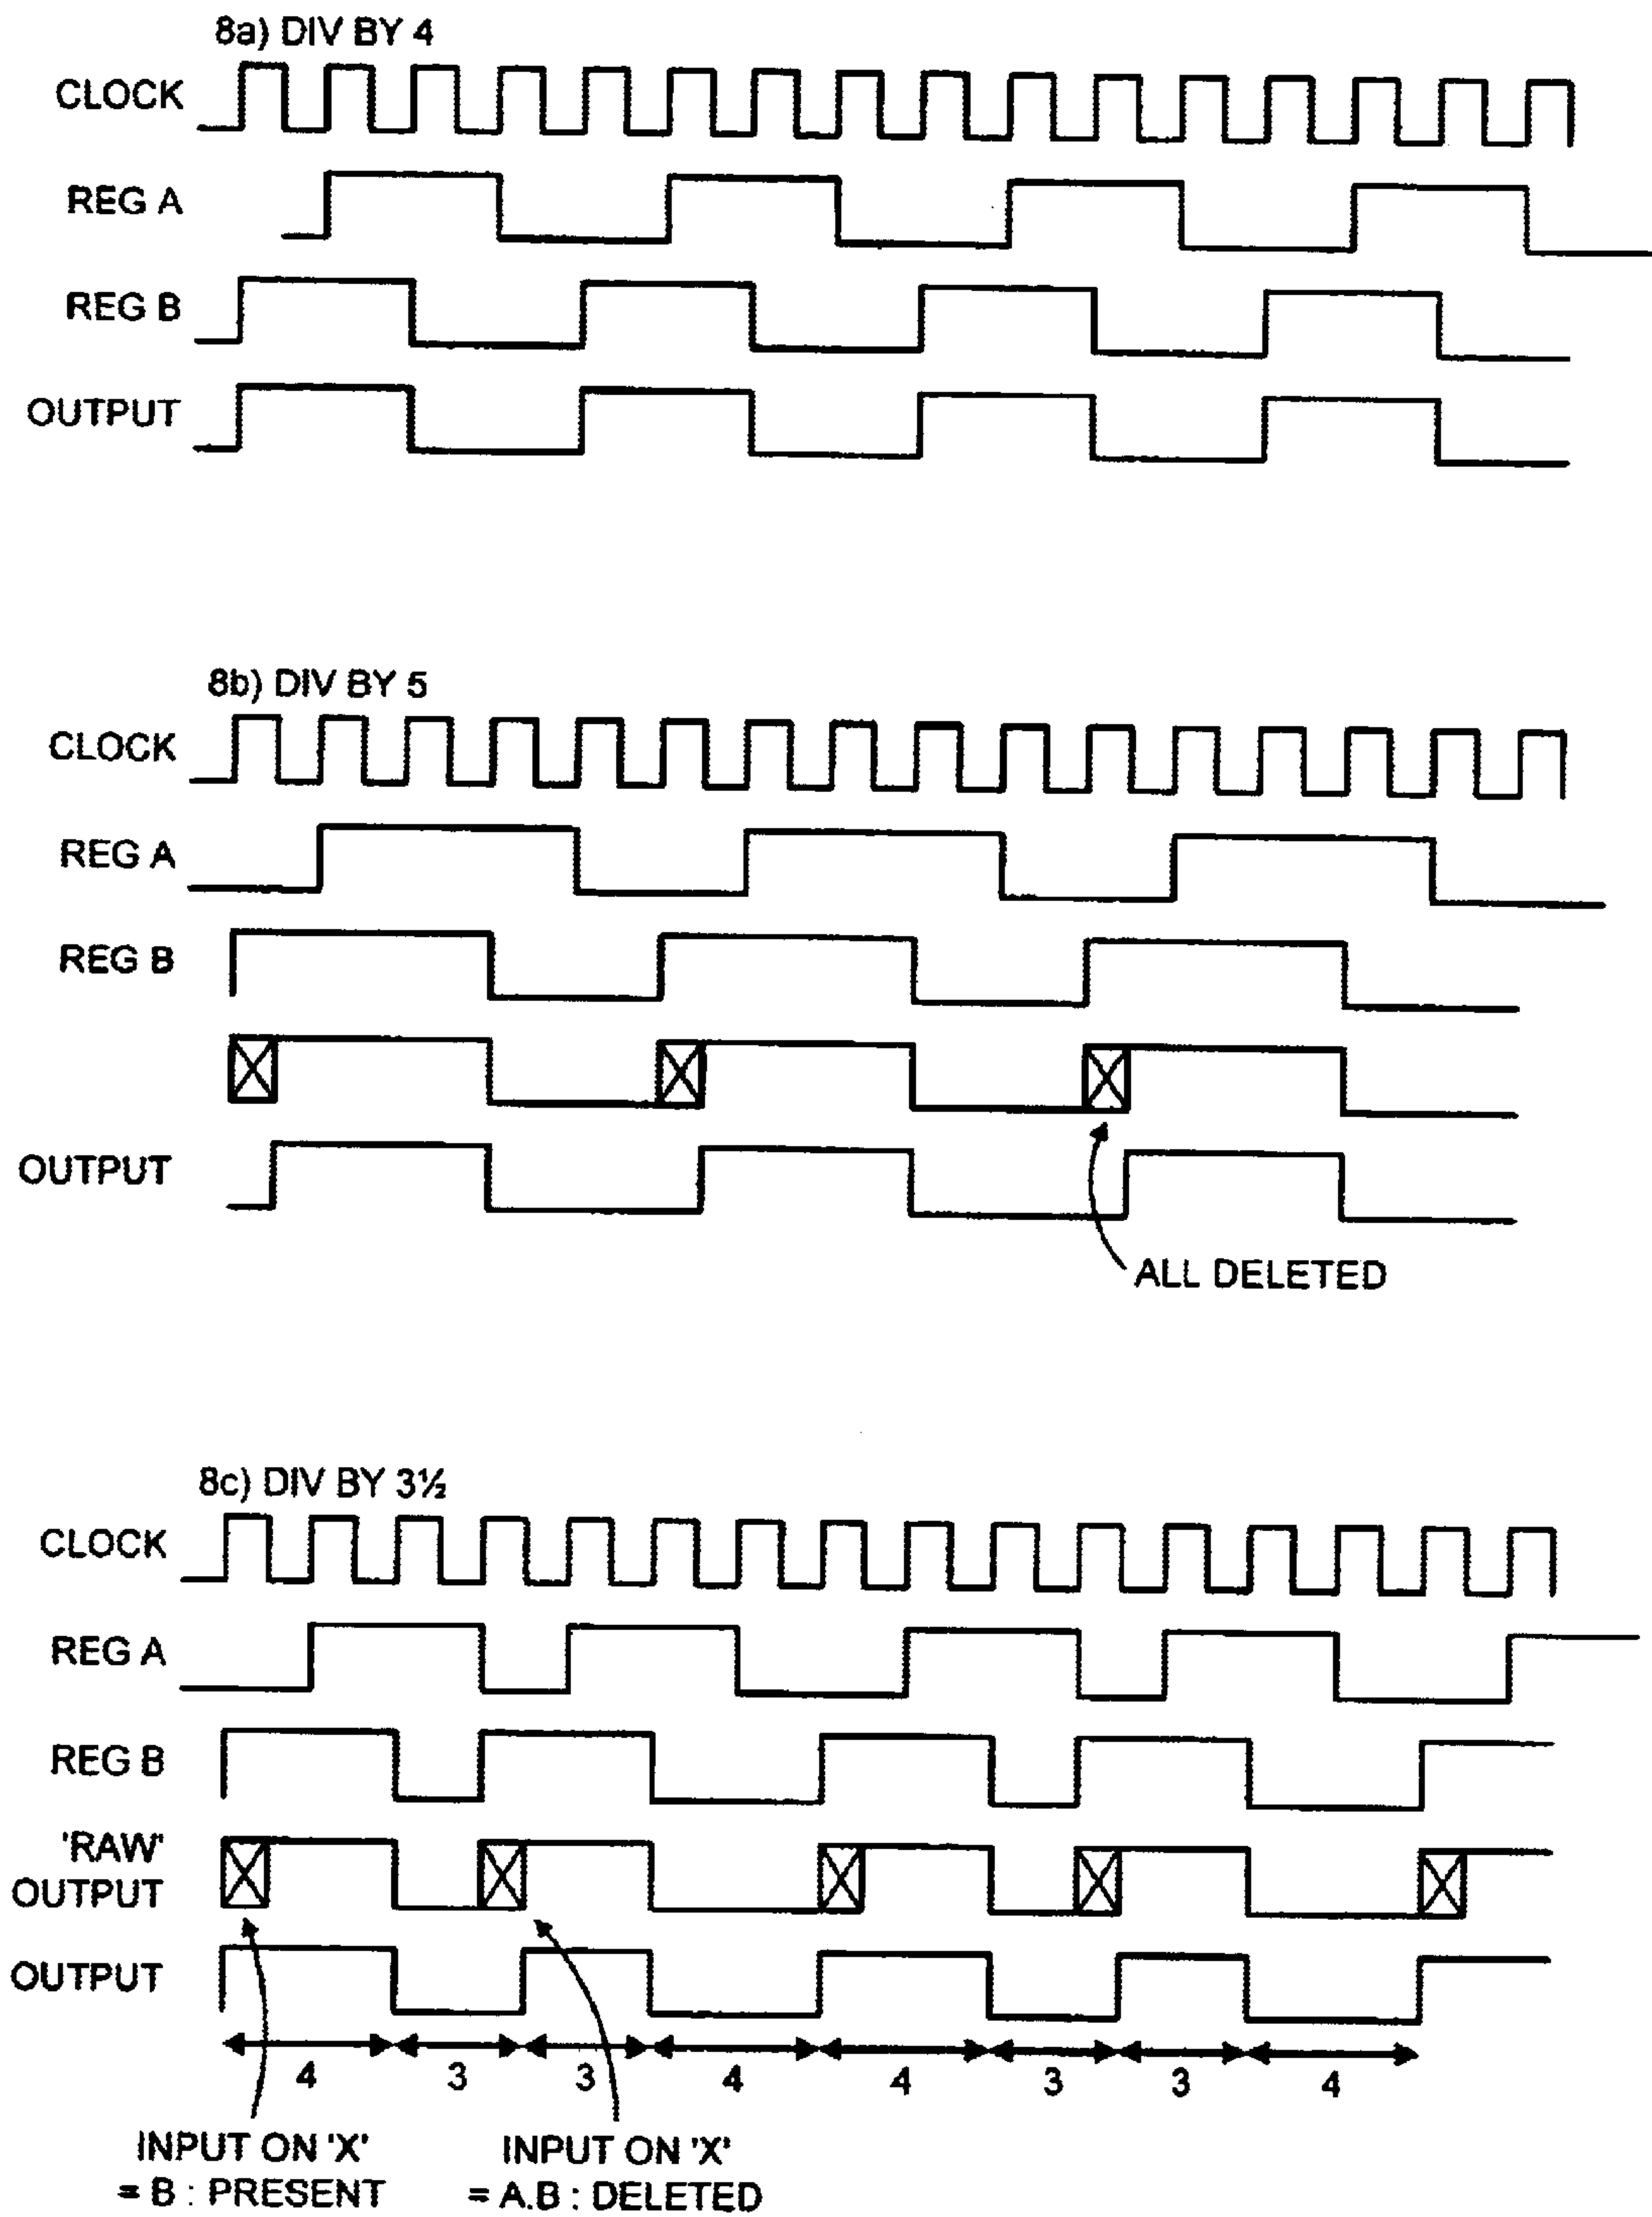 8a) DIV BY 4
CLOCK
REG A
REG B
OUTPUT
8b) DIV BY 5
CLOCK
REG A
REG B
OUTPUT
ALL DELETED
8c) DIV BY 3½
CLOCK
REG A
REG B
'RAW'
OUTPUT
OUTPUT
4 3 3 4 4 3 3 4
INPUT ON 'X'
= B : PRESENT
INPUT ON 'X'
= A.B : DELETED